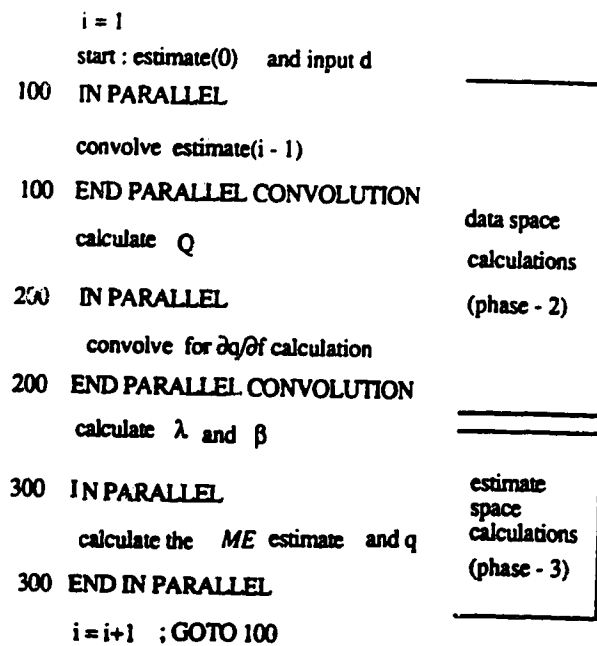 i = 1
start : estimate(0) and input d
100 IN PARALLEL
convolve estimate(i - 1)
100 END PARALLEL CONVOLUTION
calculate Q
200 IN PARALLEL
convolve for ∂q/∂f calculation
200 END PARALLEL CONVOLUTION
calculate λ and β
300 IN PARALLEL
calculate the ME estimate and q
300 END IN PARALLEL
i = i+1 ; GOTO 100
data space
calculations
(phase - 2)
estimate
space
calculations
(phase - 3)